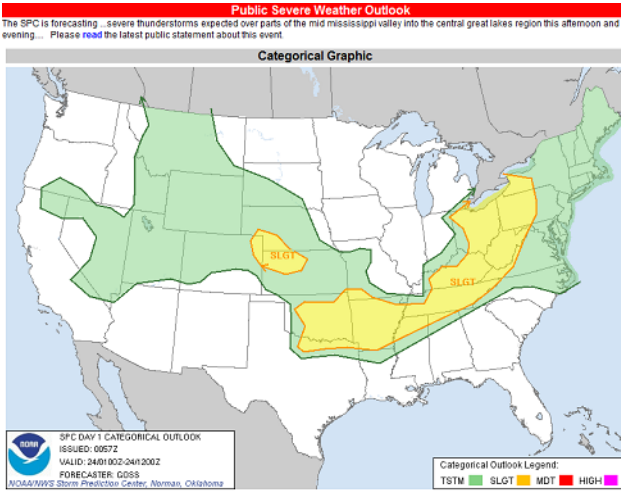 Public Severe Weather Outlook
The SPC is forecasting ...severe thunderstorms expected over parts of the mid mississippi valley into the central great lakes region this afternoon and
evening... Please read the latest public statement about this event.
Categorical Graphic
SLGT
SLGT
NOAA
SPC DAY 1 CATEGORICAL OUTLOOK
ISSUED: 0057Z
VALID: 24/0100Z-24/1200Z
FORECASTER: GOSS
NOAA/NWS Storm Prediction Center, Norman, Oklahoma
Categorical Outlook Legend:
TSTM SLGT MDT HIGH